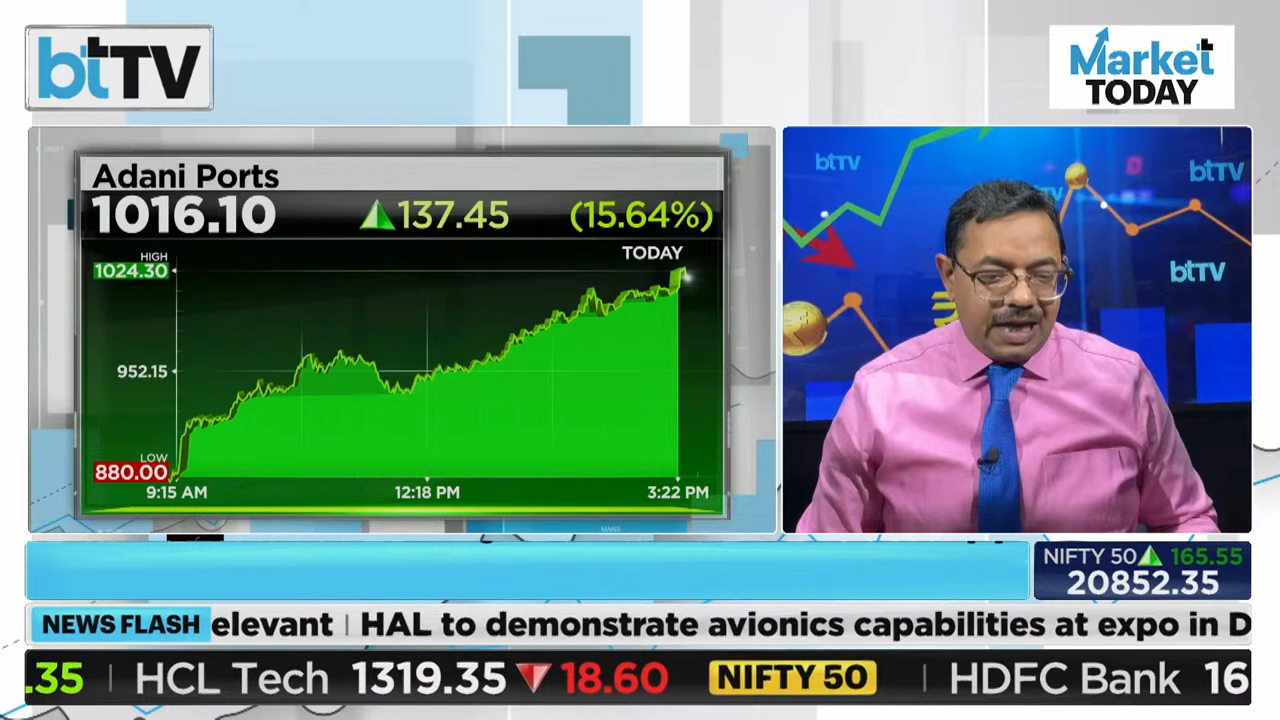 btTV
Market
TODAY
Adani Ports
1016.10 137.45 (15.64%)
TODAY
HIGH
1024.30
952.15
LOW
880.00
9:15 AM 12:18 PM 3:22 PM
btTV
btTV
btTV
NIFTY 50 165.55
20852.35
NEWS FLASH elevant | HAL to demonstrate avionics capabilities at expo in D
.35 | HCL Tech 1319.35 18.60 NIFTY 50 | HDFC Bank 16